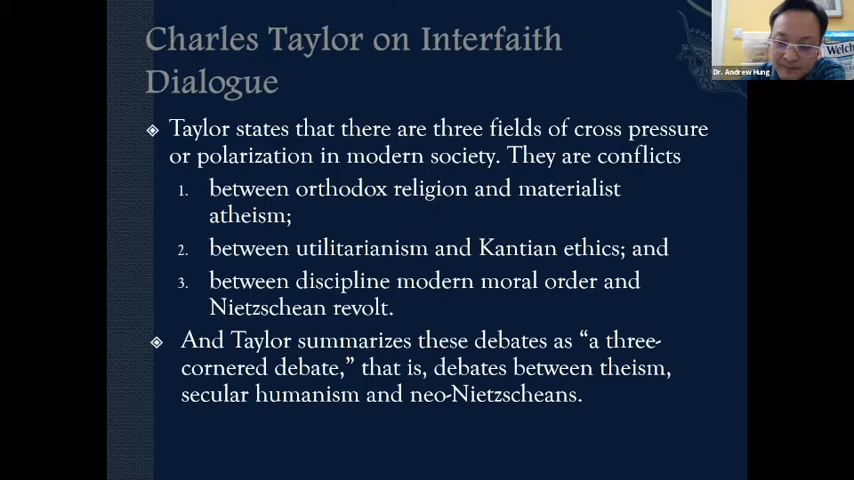 Charles Taylor on Interfaith
Dialogue
Taylor states that there are three fields of cross pressure
or polarization in modern society. They are conflicts
1. between orthodox religion and materialist
atheism;
2. between utilitarianism and Kantian ethics; and
3. between discipline modern moral order and
Nietzschean revolt.
And Taylor summarizes these debates as “a three-
cornered debate,” that is, debates between theism,
secular humanism and neo-Nietzscheans.
Dr. Andrew Hung
Welch